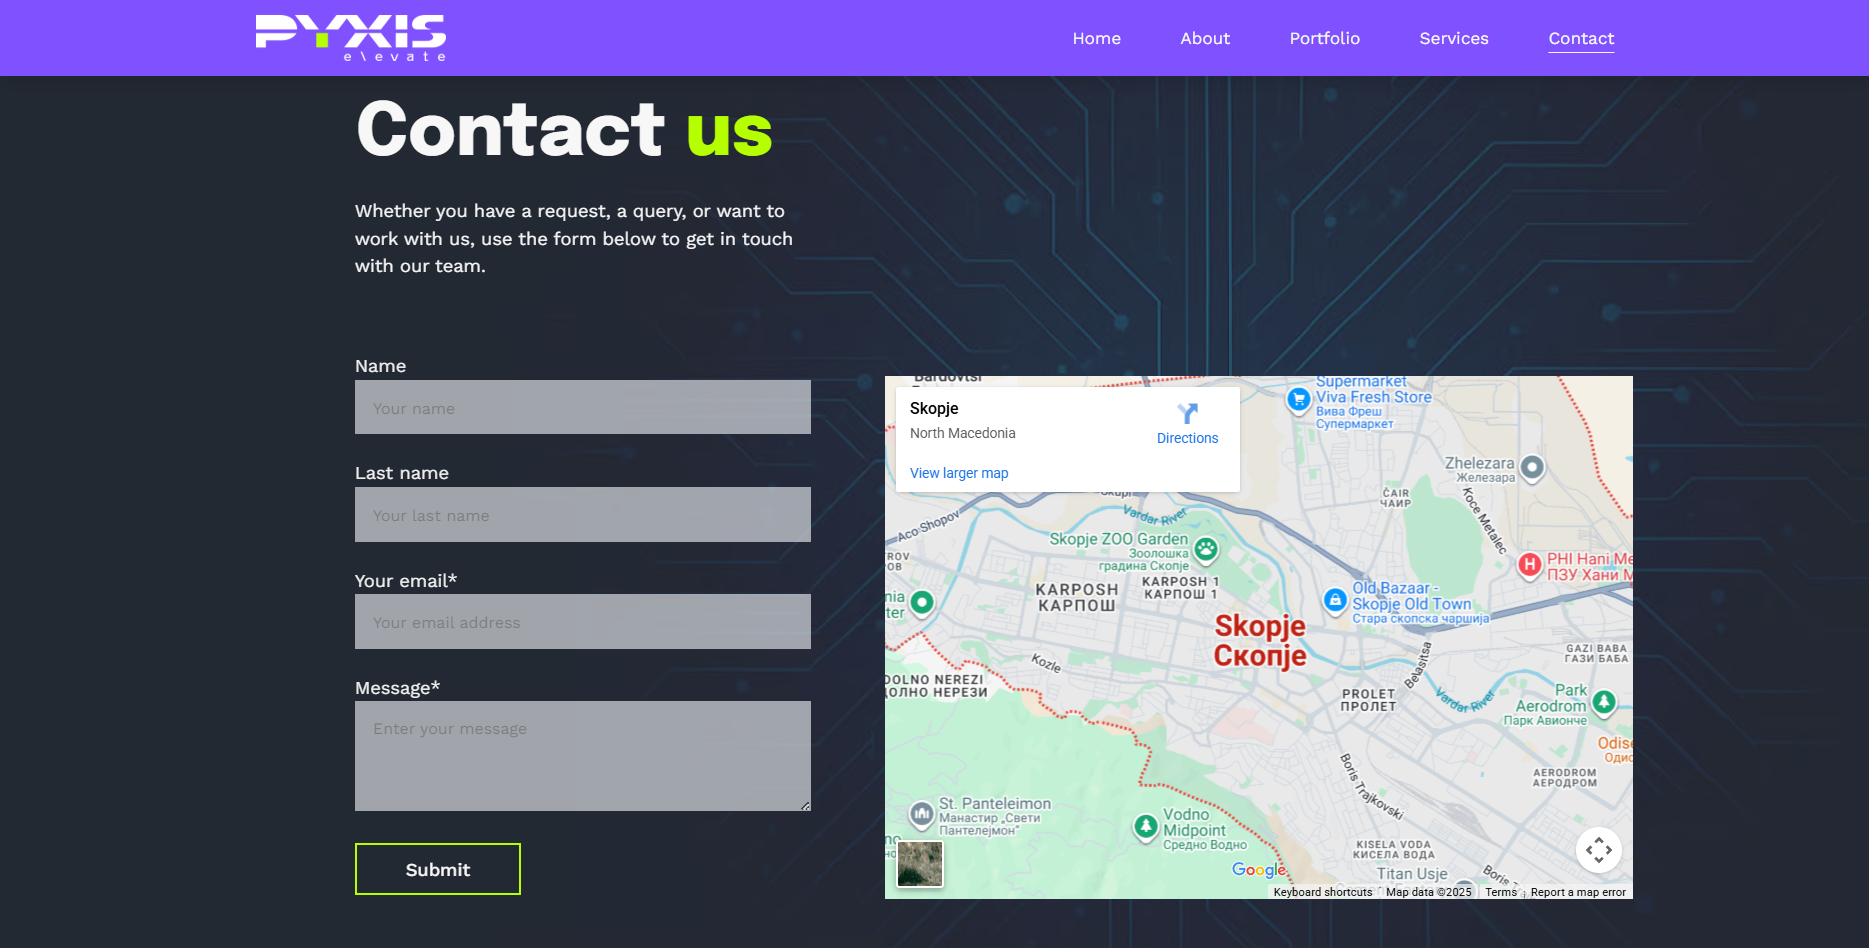 PYXIS
e\evate
Home
About
Portfolio
Services
Contact
Contact us
Whether you have a request, a query, or want to
work with us, use the form below to get in touch
with our team.
Name
Your name
Last name
Your last name
Your email*
Your email address
Message*
Enter your message
Submit
Skopje
North Macedonia
Directions
View larger map
Supermarket
Viva Fresh Store
Вива Фреш
Супермаркет
Zhelezara
Железара
ČAIR
ЧАИР
Koce Metalec
Aco Shopov
Vardar River
Skopje ZOO Garden
Зоолошка
градина Скопје
KARPOSH
КАРПОШ
KARPOSH 1
КАРПОШ 1
PHI Hani Me
ПЗУ Хани М
Old Bazaar -
Skopje Old Town
Стара скопска чаршија
Skopje
Скопје
Kozle
Belasitsa
GAZI BABA
ГАЗИ БАБА
DOLNO NEREZI
ДОЛНО НЕРЕЗИ
PROLET
ПРОЛЕТ
Vardar River
Park
Aerodrom
Парк Авионче
Odise
Одис
AERODROM
АЕРОДРОМ
Boris Trajkovski
St. Panteleimon
Манастир „Свети
Пантелејмон"
Vodno
Midpoint
Средно Водно
KISELA VODA
КИСЕЛА ВОДА
Titan Usje
Google
Keyboard shortcuts
Map data ©2025
Terms
Report a map error